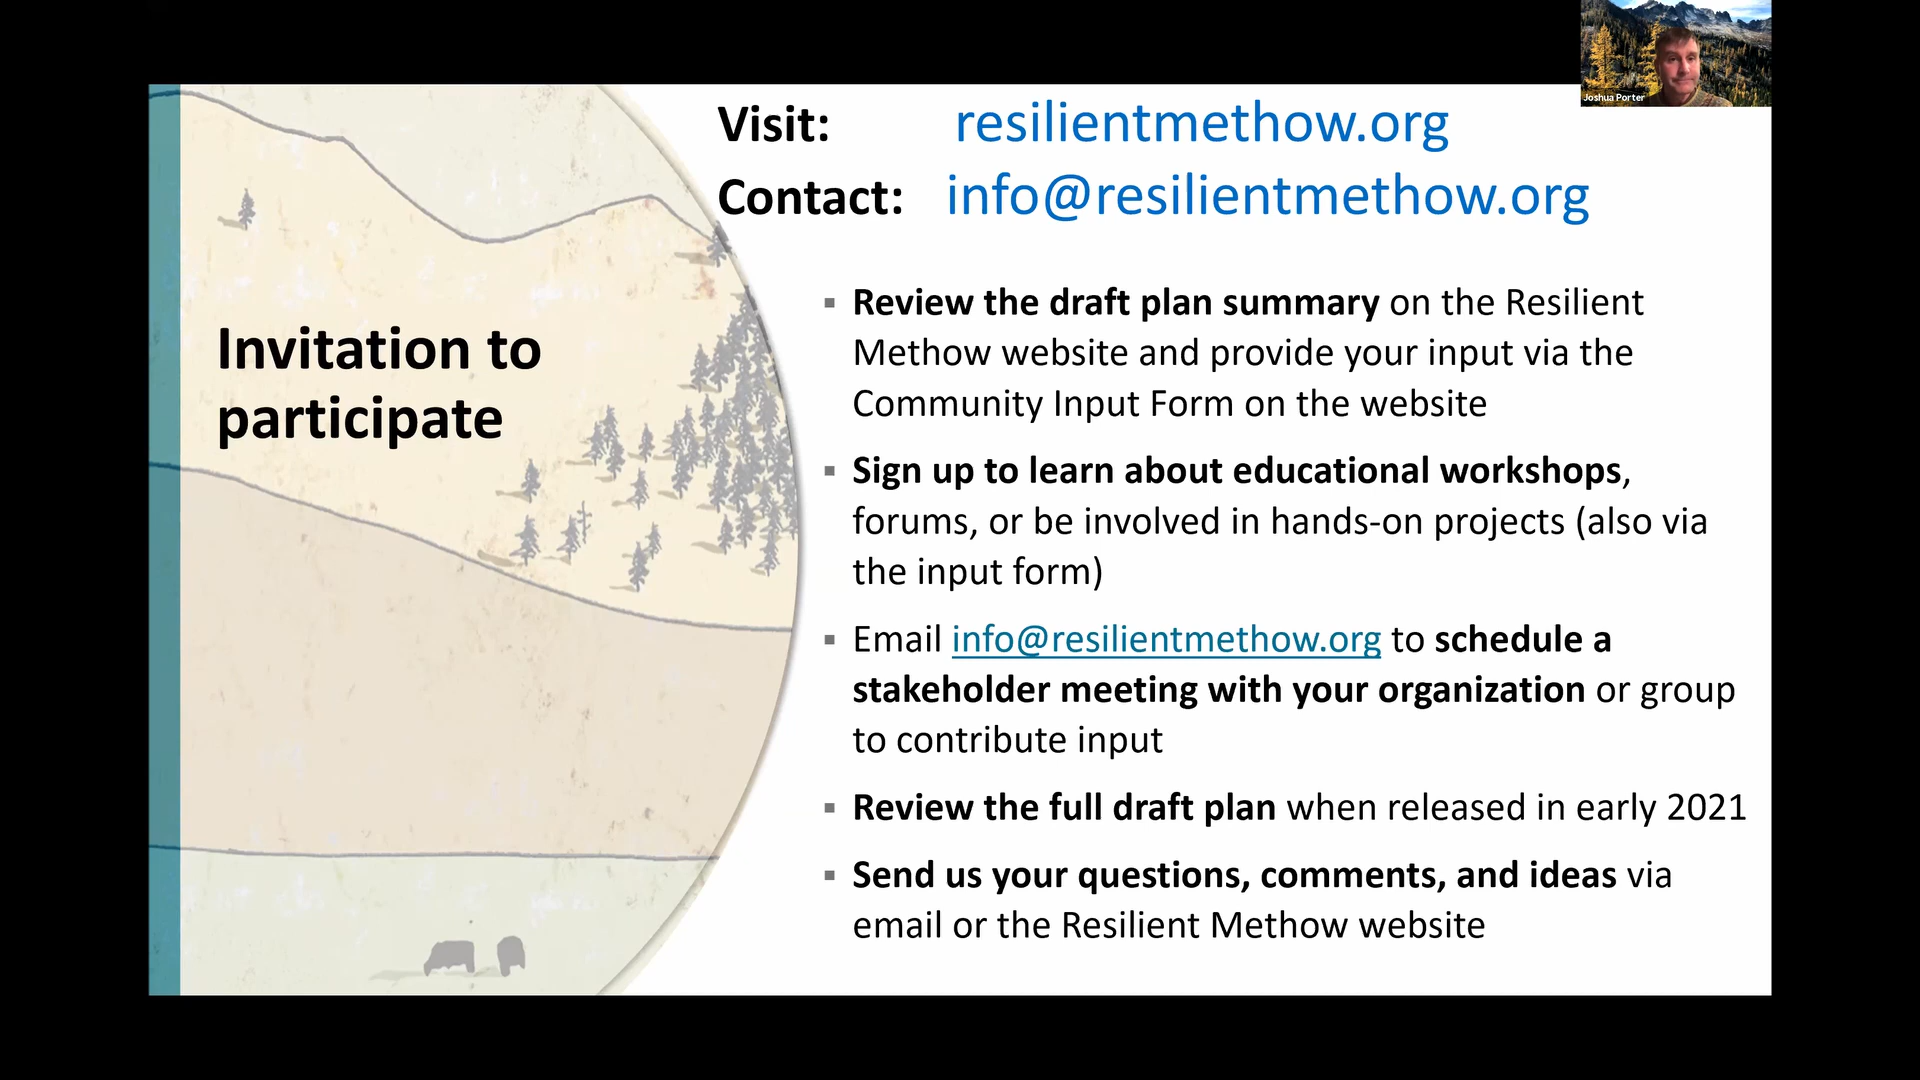 Joshua Porter
Visit: resilientmethow.org
Contact: info@resilientmethow.org
Invitation to
participate
▪ Review the draft plan summary on the Resilient
Methow website and provide your input via the
Community Input Form on the website
▪ Sign up to learn about educational workshops,
forums, or be involved in hands-on projects (also via
the input form)
▪ Email info@resilientmethow.org to schedule a
stakeholder meeting with your organization or group
to contribute input
▪ Review the full draft plan when released in early 2021
▪ Send us your questions, comments, and ideas via
email or the Resilient Methow website